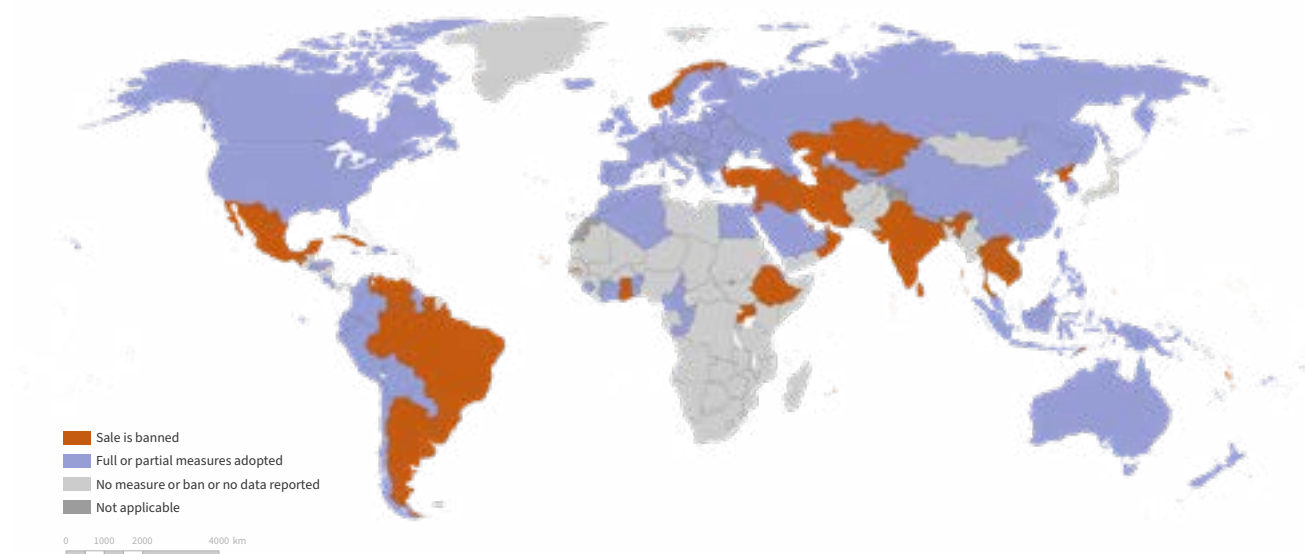 Sale is banned
Full or partial measures adopted
No measure or ban or no data reported
Not applicable
0 1000 2000 4000 km